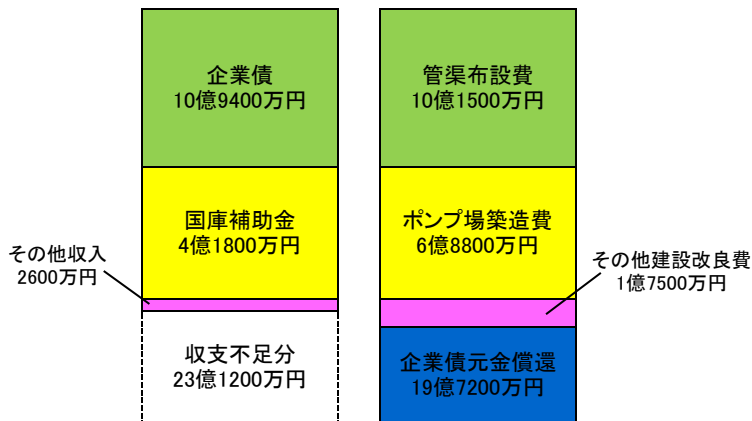 企業債
10億9400万円
国庫補助金
4億1800万円
その他収入
2600万円
収支不足分
23億1200万円
管渠布設費
10億1500万円
ポンプ場築造費
6億8800万円
その他建設改良費
1億7500万円
企業債元金償還
19億7200万円